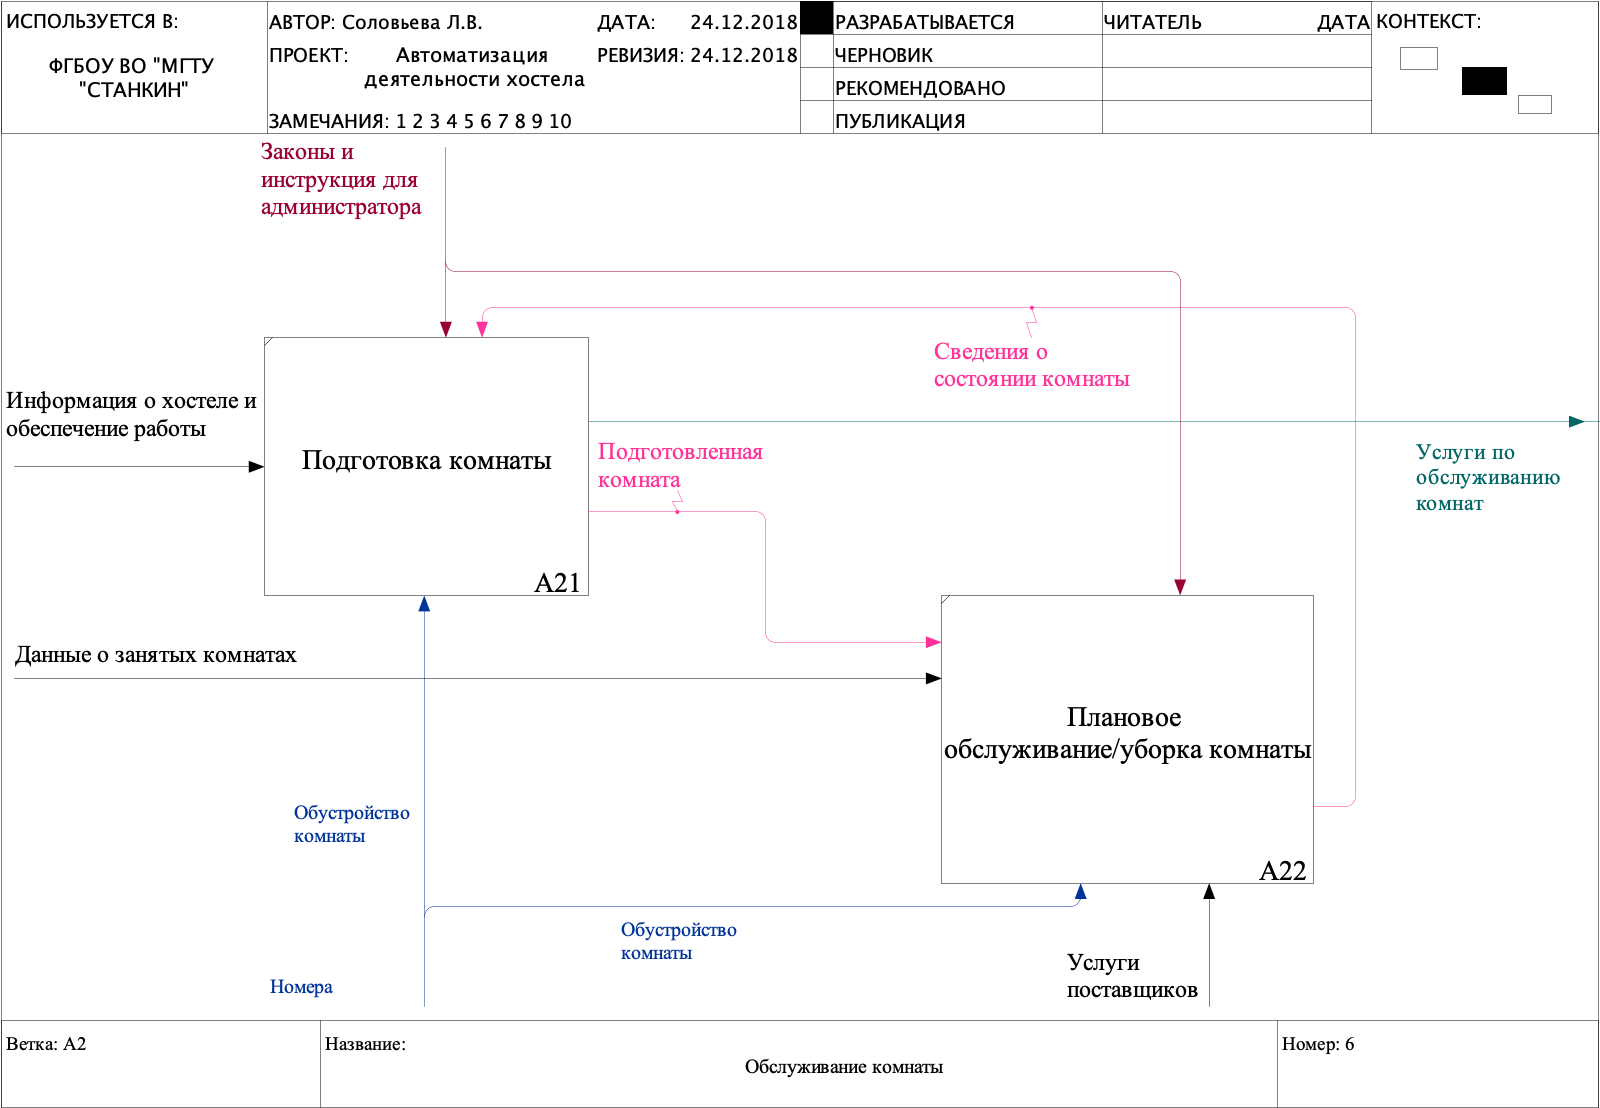 ИСПОЛЬЗУЕТСЯ В:
ФГБОУ ВО "МГТУ
"СТАНКИН"
АВТОР: Соловьева Л.В.
ДАТА: 24.12.2018
ПРОЕКТ: Автоматизация
деятельности хостела
РЕВИЗИЯ: 24.12.2018
ЗАМЕЧАНИЯ: 1 2 3 4 5 6 7 8 9 10
РАЗРАБАТЫВАЕТСЯ
ЧЕРНОВИК
РЕКОМЕНДОВАНО
ПУБЛИКАЦИЯ
ЧИТАТЕЛЬ
ДАТА
КОНТЕКСТ:
Законы и
инструкция для
администратора
Сведения о
состоянии комнаты
Информация о хостеле и
обеспечение работы
Подготовка комнаты
A21
Подготовленная
комната
Услуги по
обслуживанию
комнат
Данные о занятых комнатах
Плановое
обслуживание/уборка комнаты
A22
Обустройство
комнаты
Обустройство
комнаты
Номера
Услуги
поставщиков
Ветка: A2
Название:
Обслуживание комнаты
Номер: 6